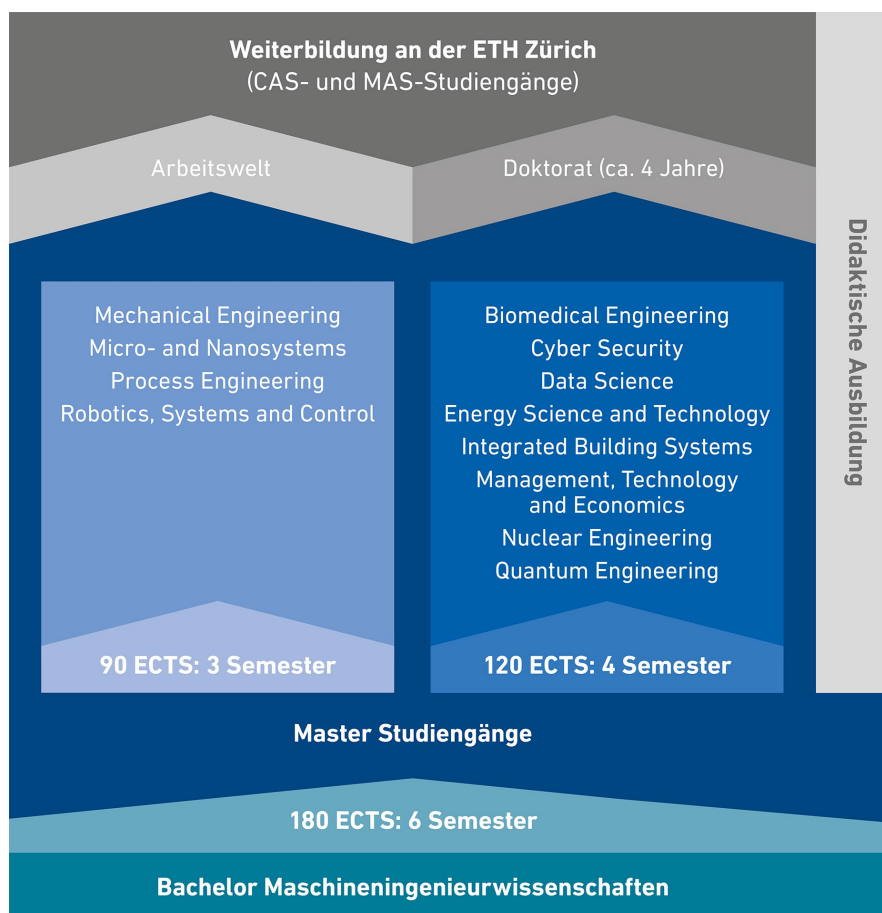 Weiterbildung an der ETH Zürich
(CAS- und MAS-Studiengänge)
Arbeitswelt
Doktorat (ca. 4 Jahre)
Didaktische Ausbildung
Mechanical Engineering
Micro- and Nanosystems
Process Engineering
Robotics, Systems and Control
90 ECTS: 3 Semester
Biomedical Engineering
Cyber Security
Data Science
Energy Science and Technology
Integrated Building Systems
Management, Technology
and Economics
Nuclear Engineering
Quantum Engineering
120 ECTS: 4 Semester
Master Studiengänge
180 ECTS: 6 Semester
Bachelor Maschineningenieurwissenschaften